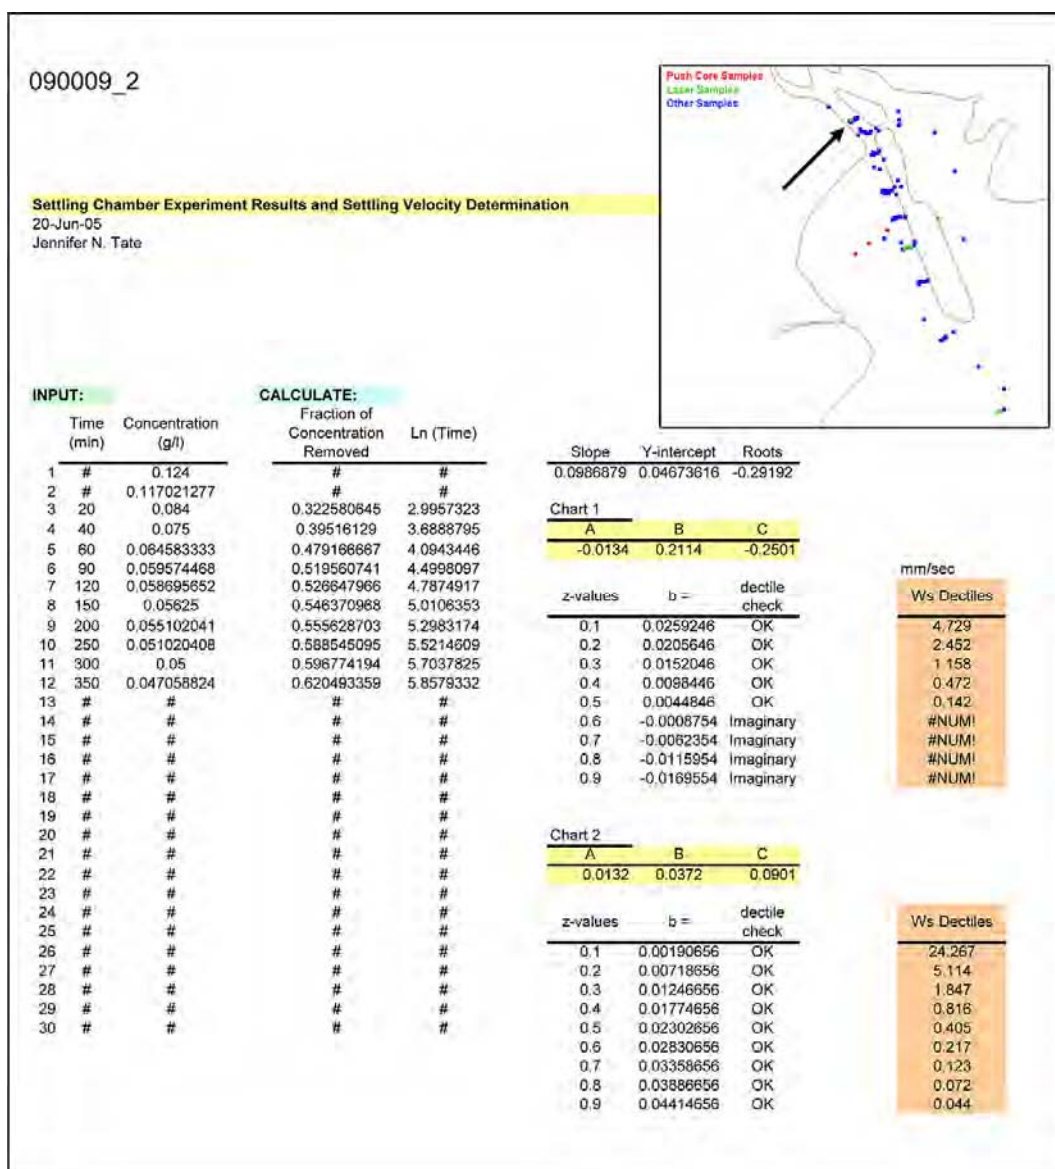 090009_2
Push Core Samples
Laser Samples
Other Samples
Settling Chamber Experiment Results and Settling Velocity Determination
20-Jun-05
Jennifer N. Tate
INPUT: CALCULATE:
Time (min) Concentration (g/l) Fraction of Concentration Removed Ln (Time)
1 # 0.124 # #
2 # 0.117021277 # #
3 20 0.084 0.322580645 2.9957323
4 40 0.075 0.39516129 3.6888795
5 60 0.064583333 0.479166667 4.0943446
6 90 0.059574468 0.519560741 4.4998097
7 120 0.058695652 0.526647966 4.7874917
8 150 0.05625 0.546370968 5.0106353
9 200 0.055102041 0.555628703 5.2983174
10 250 0.051020408 0.588545095 5.5214609
11 300 0.05 0.596774194 5.7037825
12 350 0.047058824 0.620493359 5.8579332
13 # # # #
14 # # # #
15 # # # #
16 # # # #
17 # # # #
18 # # # #
19 # # # #
20 # # # #
21 # # # #
22 # # # #
23 # # # #
24 # # # #
25 # # # #
26 # # # #
27 # # # #
28 # # # #
29 # # # #
30 # # # #
Slope Y-intercept Roots
0.0986879 0.04673616 -0.29192
Chart 1
A B C
-0.0134 0.2114 -0.2501
mm/sec
z-values b = dectile check Ws Dectiles
0.1 0.0259246 OK 4.729
0.2 0.0205646 OK 2.452
0.3 0.0152046 OK 1.158
0.4 0.0098446 OK 0.472
0.5 0.0044846 OK 0.142
0.6 -0.0008754 Imaginary #NUM!
0.7 -0.0062354 Imaginary #NUM!
0.8 -0.0115954 Imaginary #NUM!
0.9 -0.0169554 Imaginary #NUM!
Chart 2
A B C
0.0132 0.0372 0.0901
z-values b = dectile check Ws Dectiles
0.1 0.00190656 OK 24.267
0.2 0.00718656 OK 5.114
0.3 0.01246656 OK 1.847
0.4 0.01774656 OK 0.816
0.5 0.02302656 OK 0.405
0.6 0.02830656 OK 0.217
0.7 0.03358656 OK 0.123
0.8 0.03886656 OK 0.072
0.9 0.04414656 OK 0.044